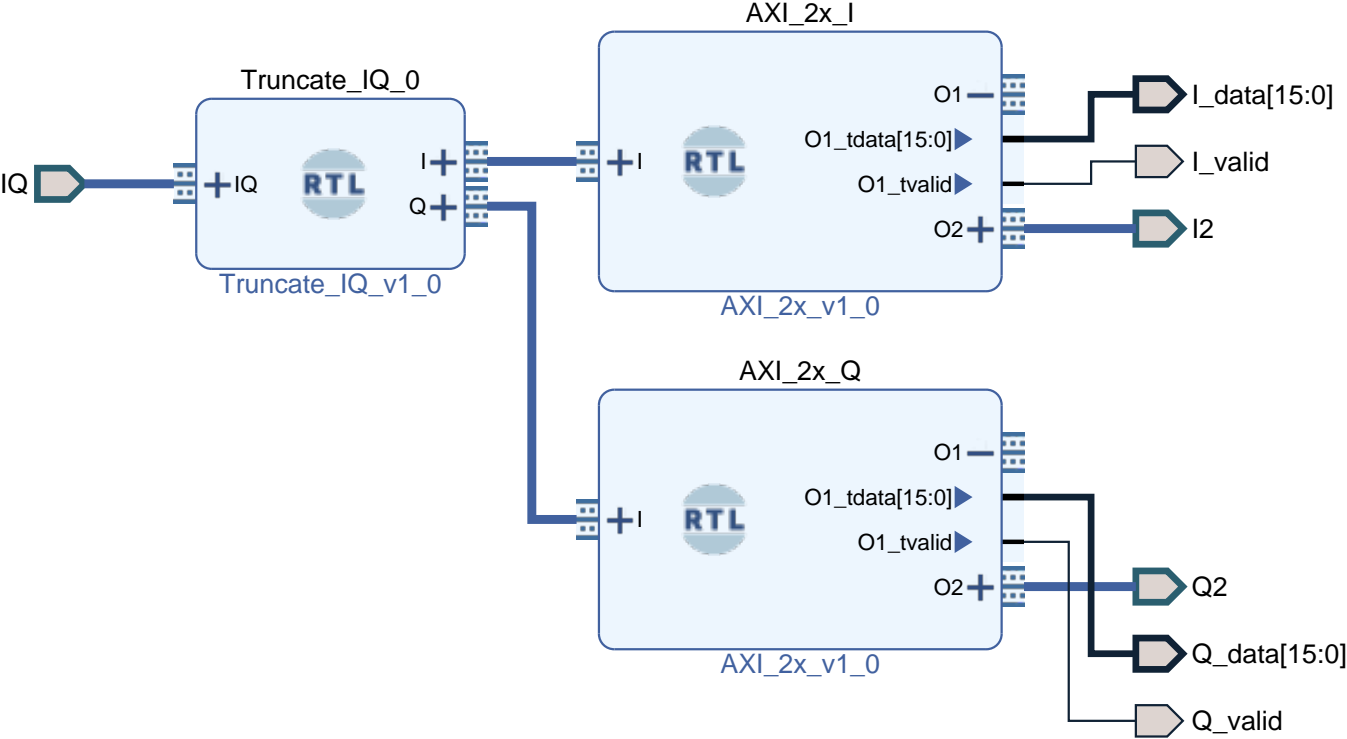 AXI_2x_I
Truncate_IQ_0
IQ
IQ
RTL
I
Q
Truncate_IQ_v1_0
I
RTL
O1
O1_tdata[15:0]
O1_tvalid
O2
I_data[15:0]
I_valid
I2
AXI_2x_v1_0
AXI_2x_Q
I
RTL
O1
O1_tdata[15:0]
O1_tvalid
O2
Q2
Q_data[15:0]
Q_valid
AXI_2x_v1_0